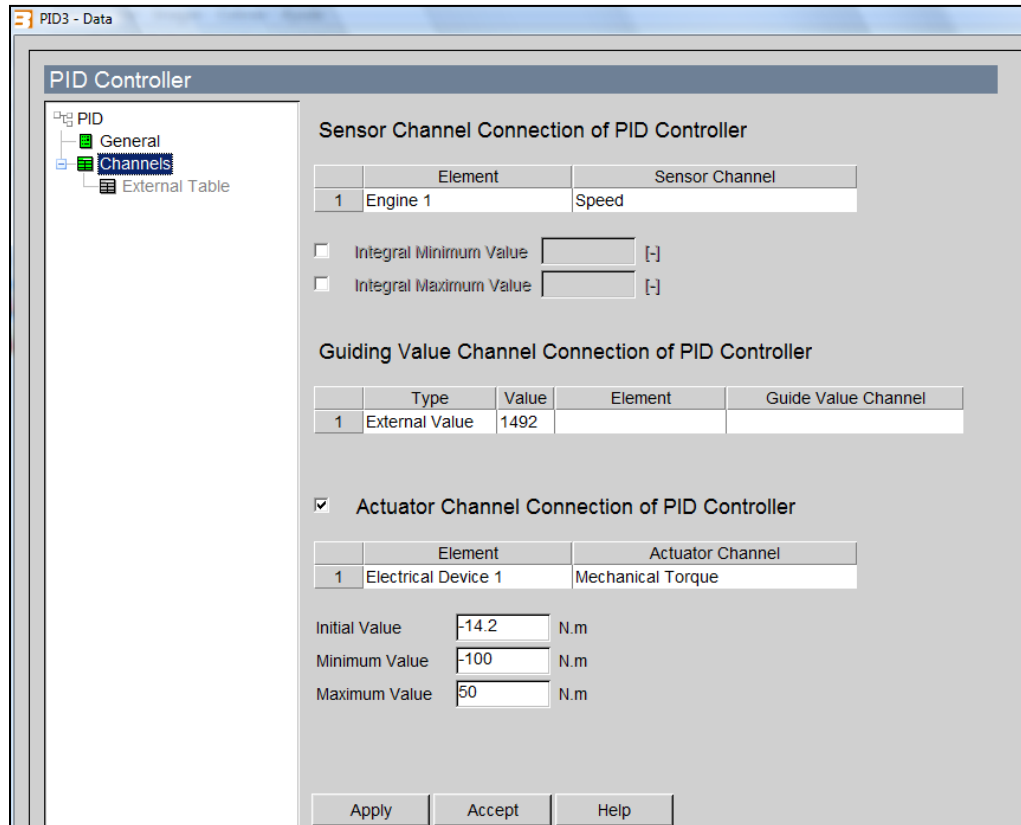 PID3 - Data
PID Controller
PID
General
Channels
External Table
Sensor Channel Connection of PID Controller
Element Sensor Channel
1 Engine 1 Speed
Integral Minimum Value [-]
Integral Maximum Value [-]
Guiding Value Channel Connection of PID Controller
Type Value Element Guide Value Channel
1 External Value 1492
Actuator Channel Connection of PID Controller
Element Actuator Channel
1 Electrical Device 1 Mechanical Torque
Initial Value -14.2 N.m
Minimum Value -100 N.m
Maximum Value 50 N.m
Apply Accept Help